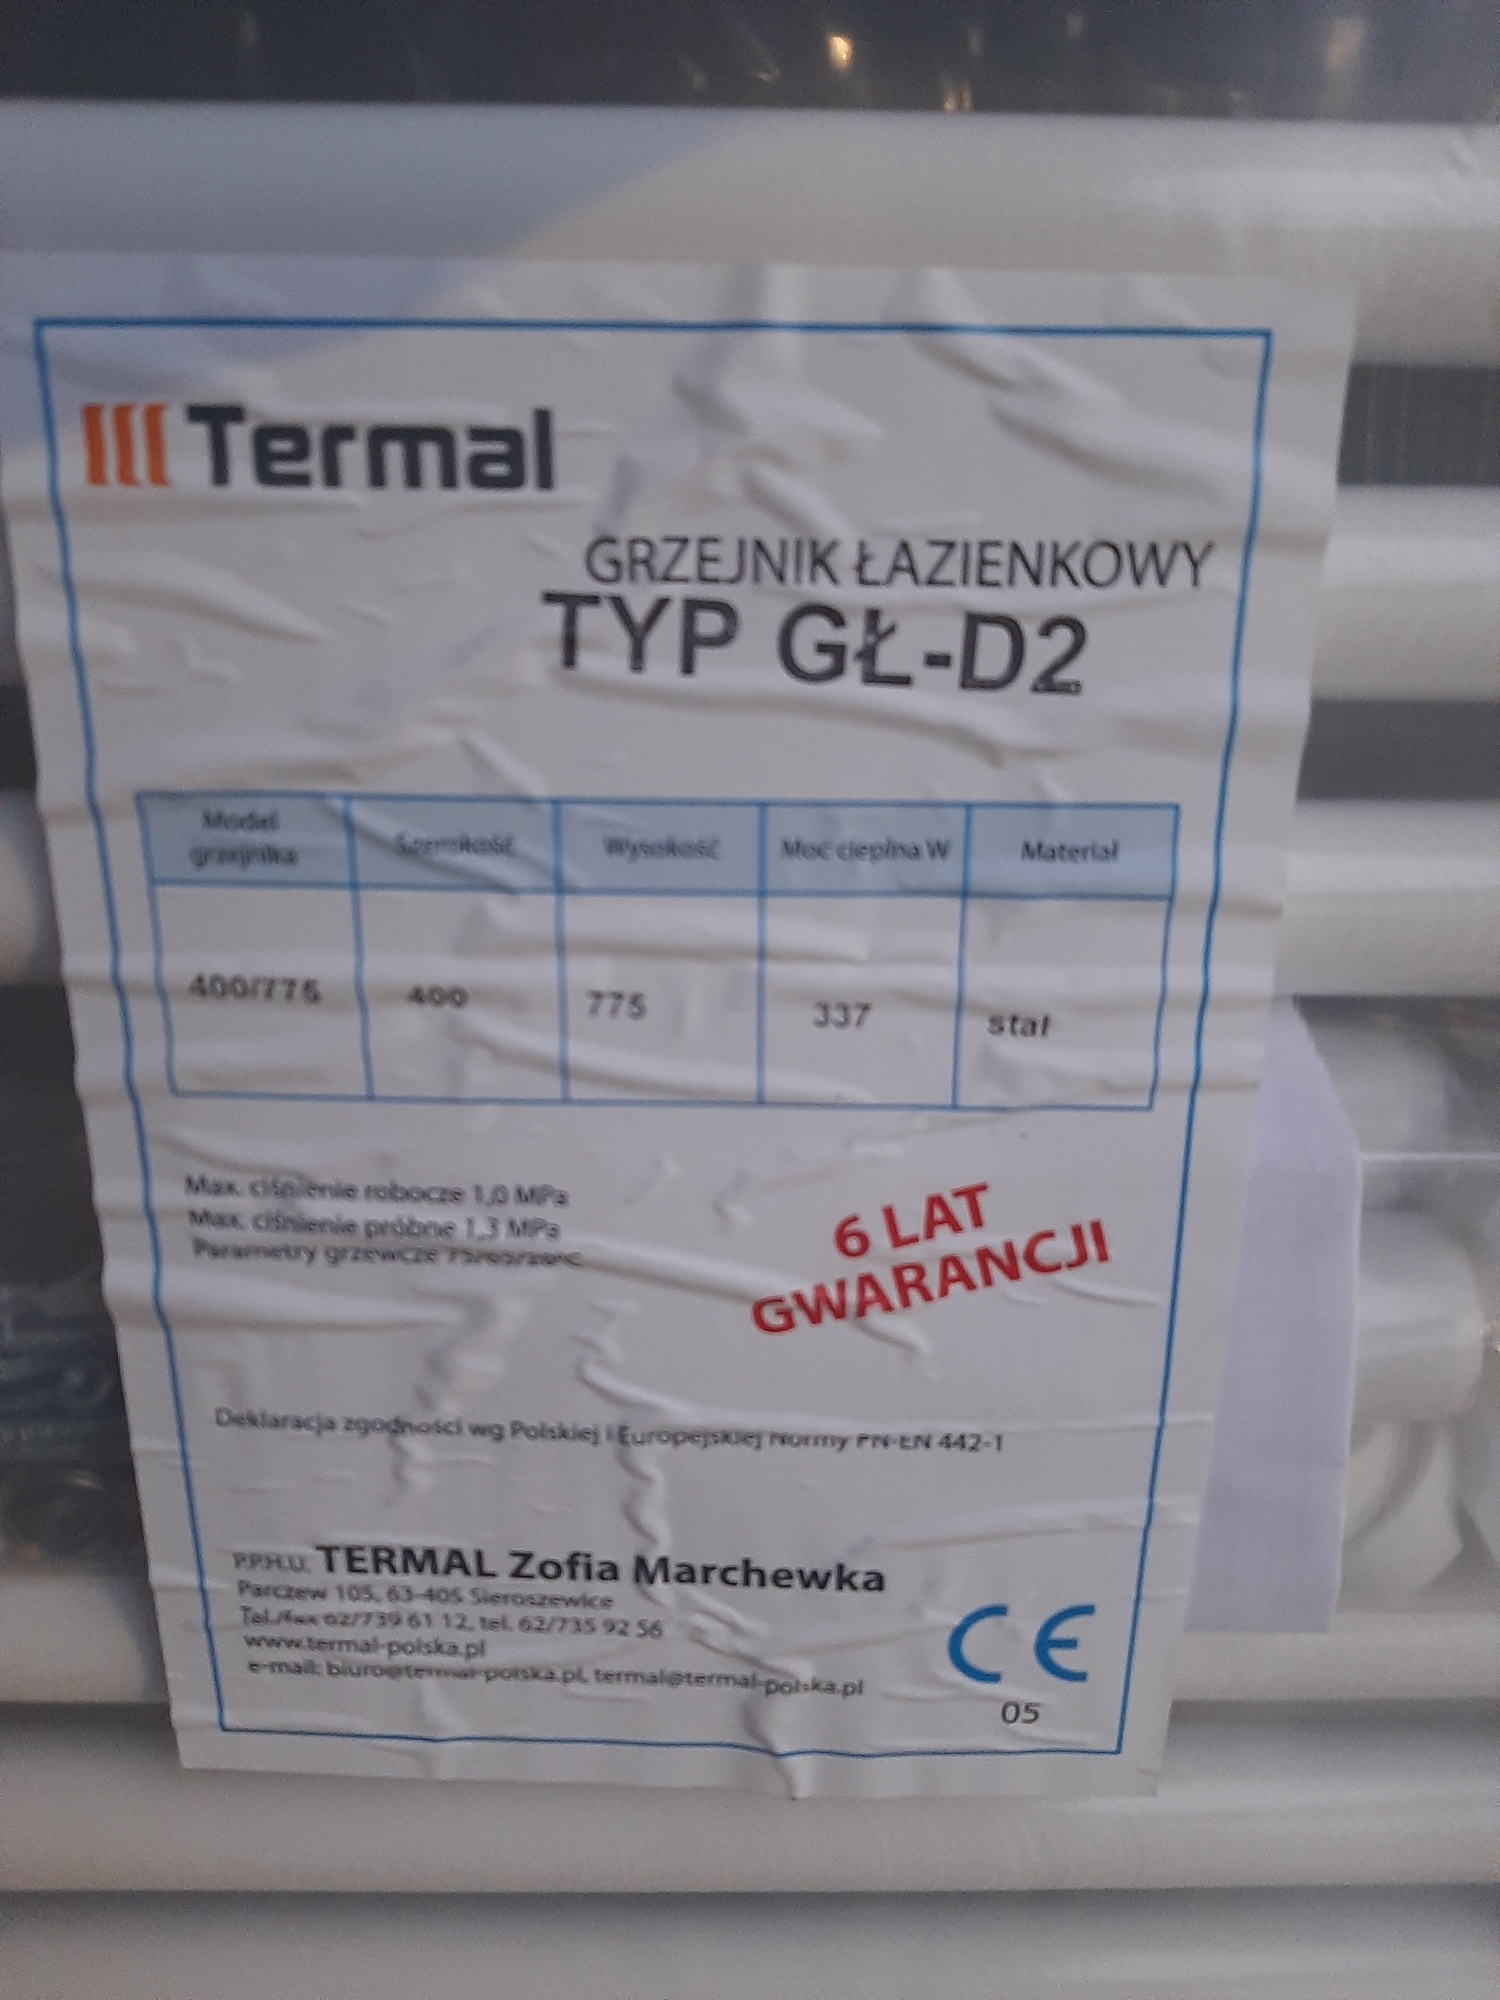 Termal
GRZEJNIK ŁAZIENKOWY
TYP GŁ-D2
Model grzejnika Szerokość Wysokość Moc cieplna W Materiał
400/775 400 775 337 stal
Max. ciśnienie robocze 1,0 MPa
Max. ciśnienie próbne 1,3 MPa
Parametry grzewcze
6 LAT
GWARANCJI
Deklaracja zgodności wg Polskiej i Europejskiej Normy PN-EN 442-1
P.P.H.U. TERMAL Zofia Marchewka
Parczew 105, 63-405 Sieroszewice
Tel./fax 62/739 61 12, tel. 62/735 92 56
www.termal-polska.pl
e-mail: biuro@termal-polska.pl, termal@termal-polska.pl
CE
05